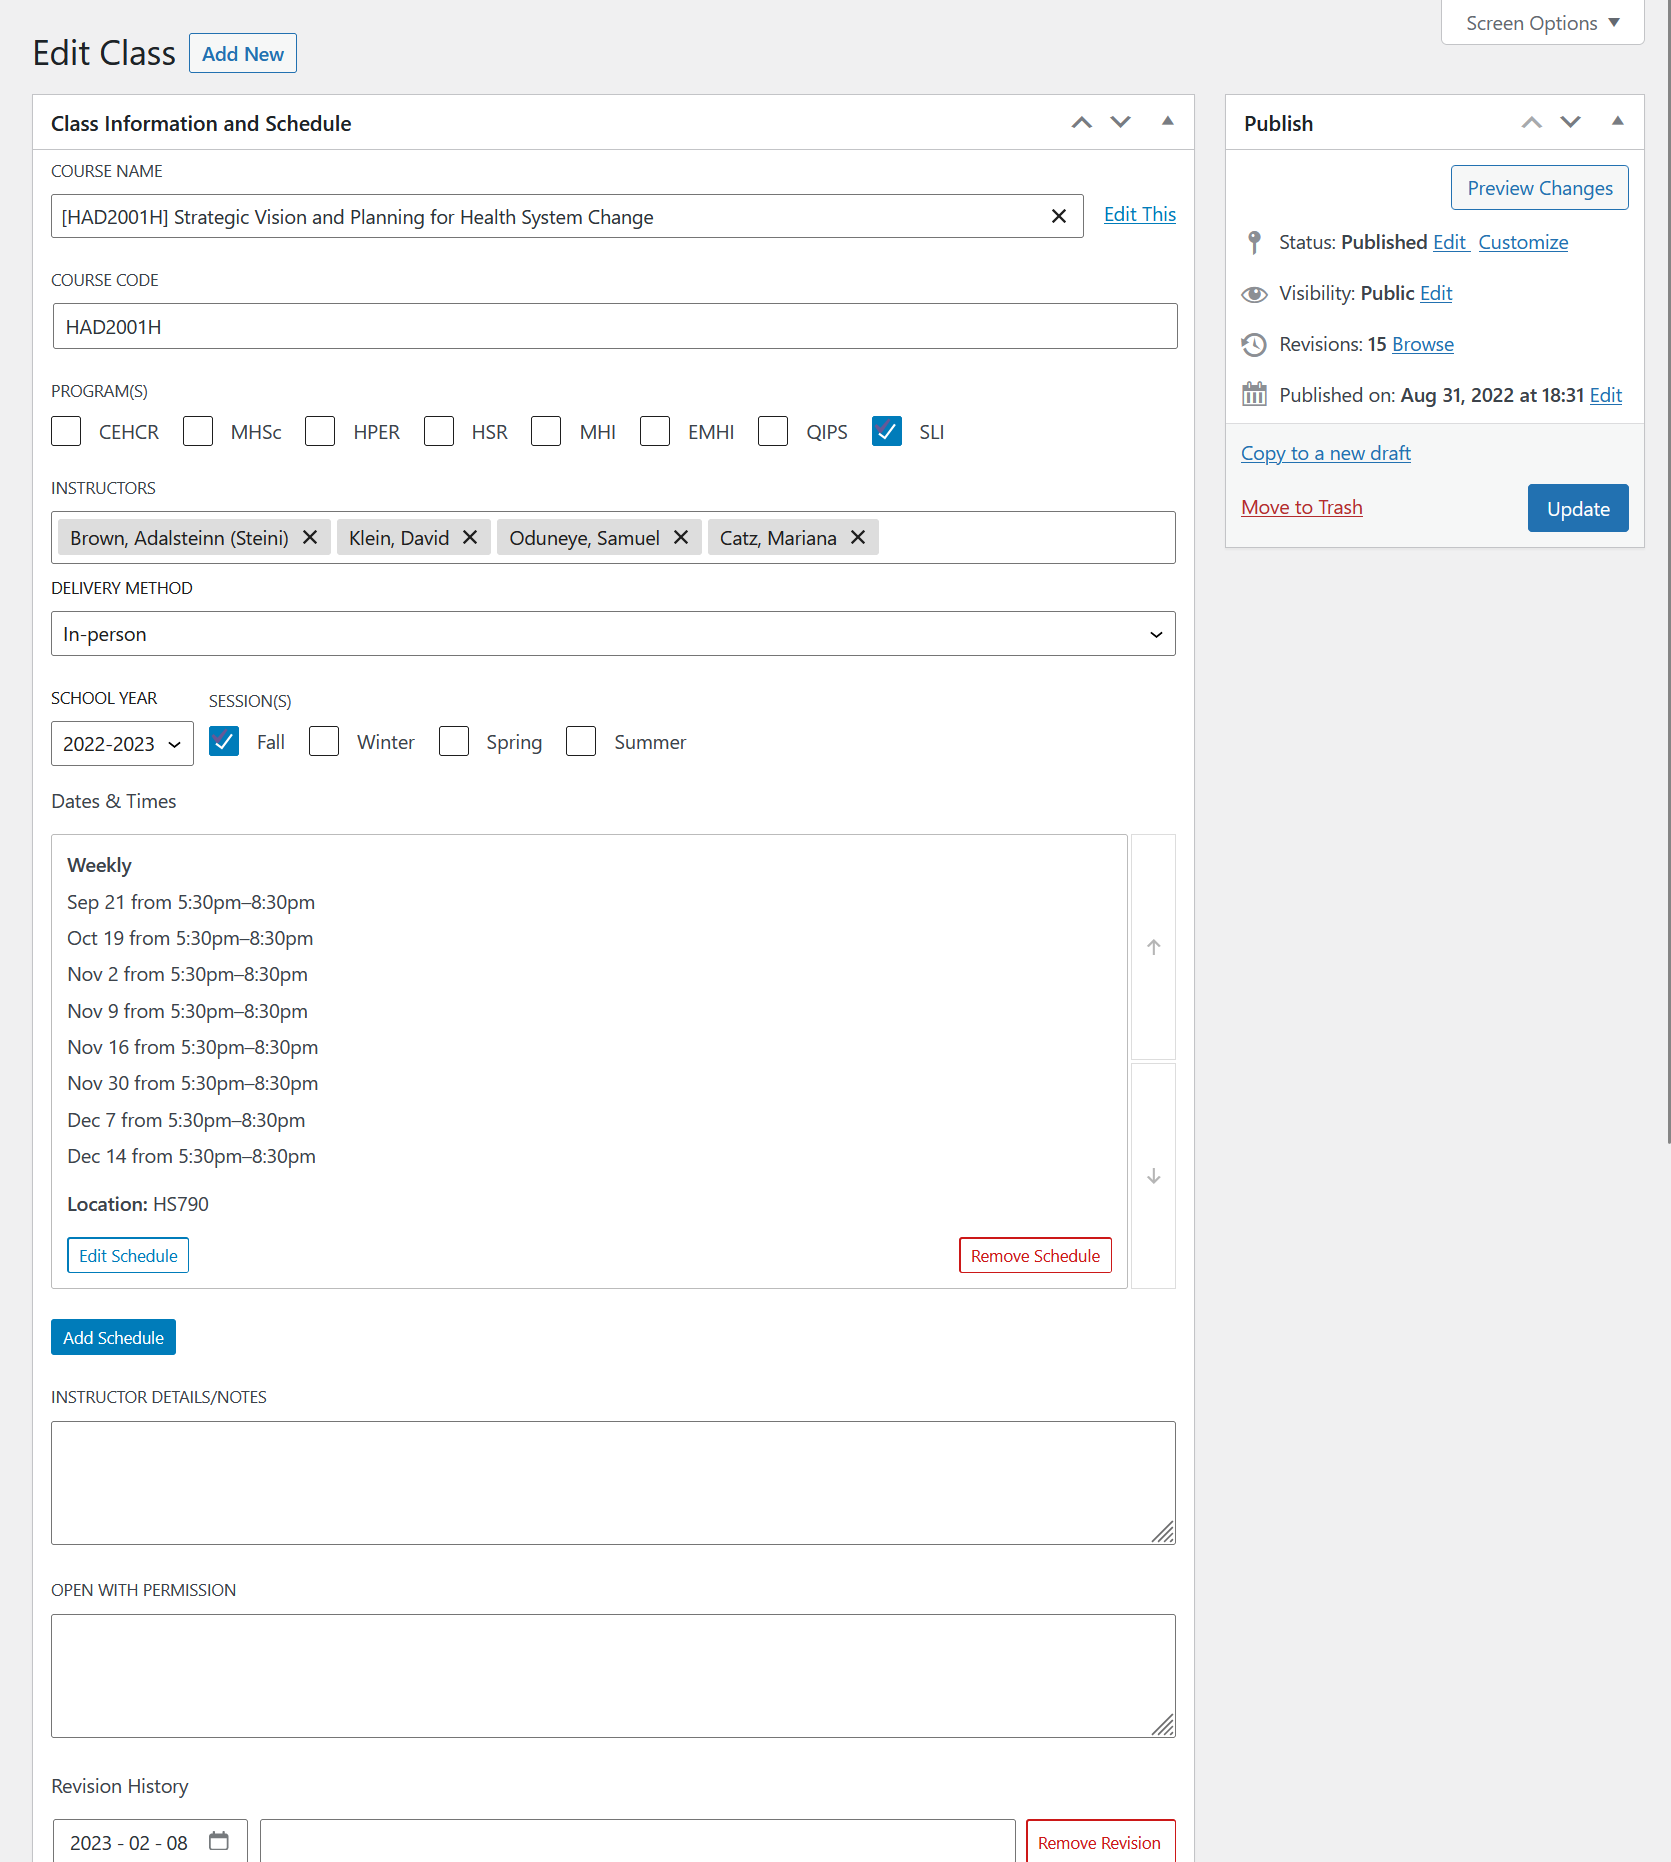 Screen Options
Edit Class Add New
Class Information and Schedule
COURSE NAME
[HAD2001H] Strategic Vision and Planning for Health System Change
Edit This
COURSE CODE
HAD2001H
PROGRAM(S)
CEHCR MHSc HPER HSR MHI EMHI QIPS SLI
INSTRUCTORS
Brown, Adalsteinn (Steini) Klein, David Oduneye, Samuel Catz, Mariana
DELIVERY METHOD
In-person
SCHOOL YEAR SESSION(S)
2022-2023 Fall Winter Spring Summer
Dates & Times
Weekly
Sep 21 from 5:30pm–8:30pm
Oct 19 from 5:30pm–8:30pm
Nov 2 from 5:30pm–8:30pm
Nov 9 from 5:30pm–8:30pm
Nov 16 from 5:30pm–8:30pm
Nov 30 from 5:30pm–8:30pm
Dec 7 from 5:30pm–8:30pm
Dec 14 from 5:30pm–8:30pm
Location: HS790
Edit Schedule Remove Schedule
Add Schedule
INSTRUCTOR DETAILS/NOTES
OPEN WITH PERMISSION
Revision History
2023 - 02 - 08 Remove Revision
Publish
Preview Changes
Status: Published Edit Customize
Visibility: Public Edit
Revisions: 15 Browse
Published on: Aug 31, 2022 at 18:31 Edit
Copy to a new draft
Move to Trash Update